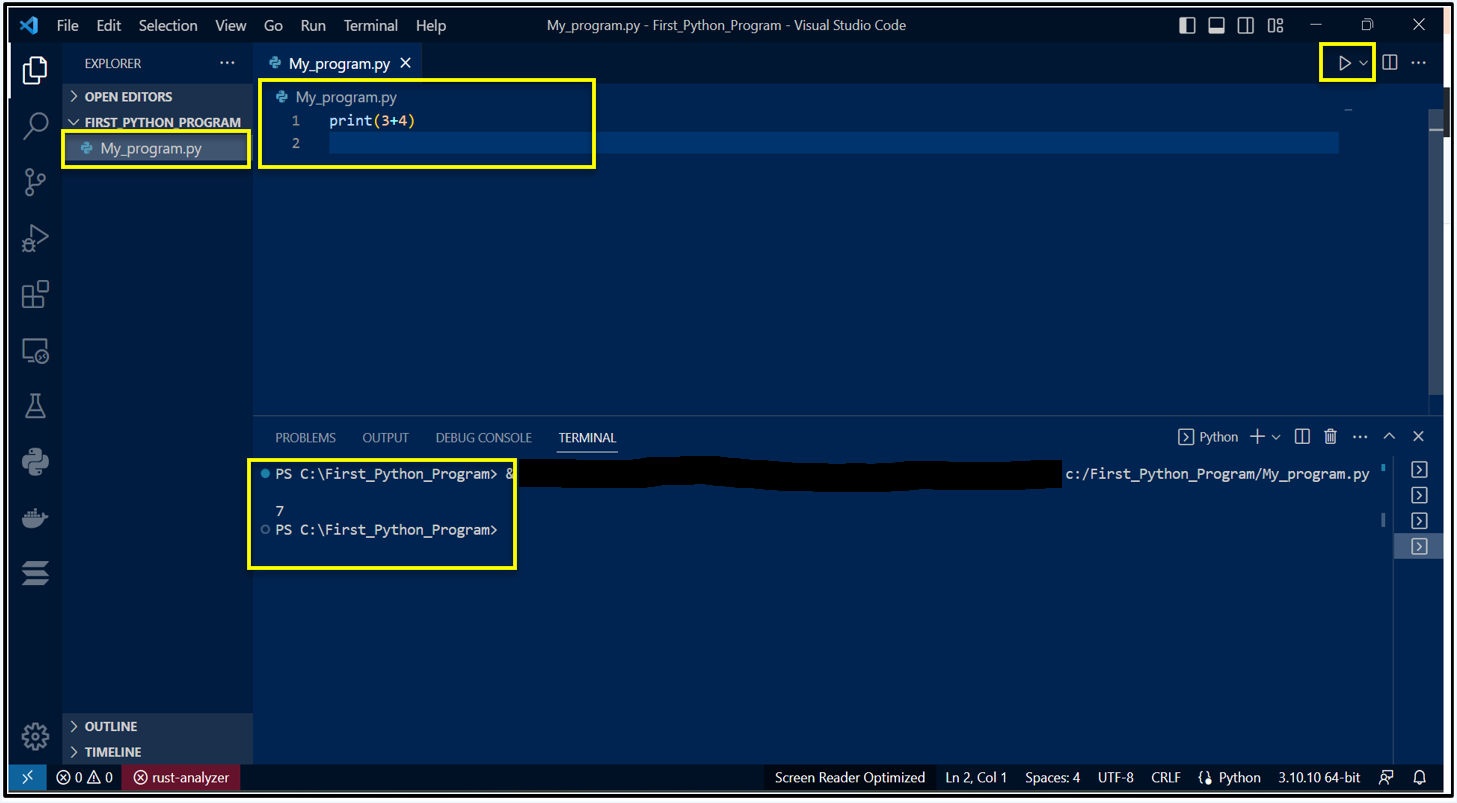 File Edit Selection View Go Run Terminal Help My_program.py - First_Python_Program - Visual Studio Code
EXPLORER
My_program.py
OPEN EDITORS
FIRST_PYTHON_PROGRAM
My_program.py
My_program.py
1 print(3+4)
2
PROBLEMS OUTPUT DEBUG CONSOLE TERMINAL Python
PS C:\First_Python_Program> & c:/First_Python_Program/My_program.py
7
PS C:\First_Python_Program>
OUTLINE
TIMELINE
0 0 rust-analyzer Screen Reader Optimized Ln 2, Col 1 Spaces: 4 UTF-8 CRLF Python 3.10.10 64-bit